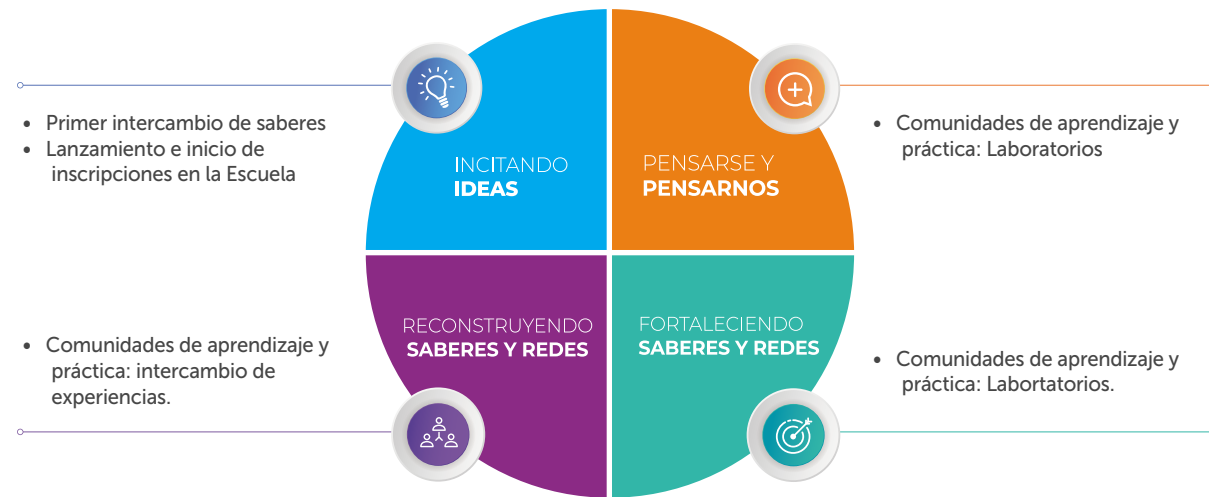 • Primer intercambio de saberes
• Lanzamiento e inicio de
inscripciones en la Escuela
INCITANDO
IDEAS
PENSARSE Y
PENSARNOS
• Comunidades de aprendizaje y
práctica: Laboratorios
• Comunidades de aprendizaje y
práctica: intercambio de
experiencias.
RECONSTRUYENDO
SABERES Y REDES
FORTALECIENDO
SABERES Y REDES
• Comunidades de aprendizaje y
práctica: Labortatorios.